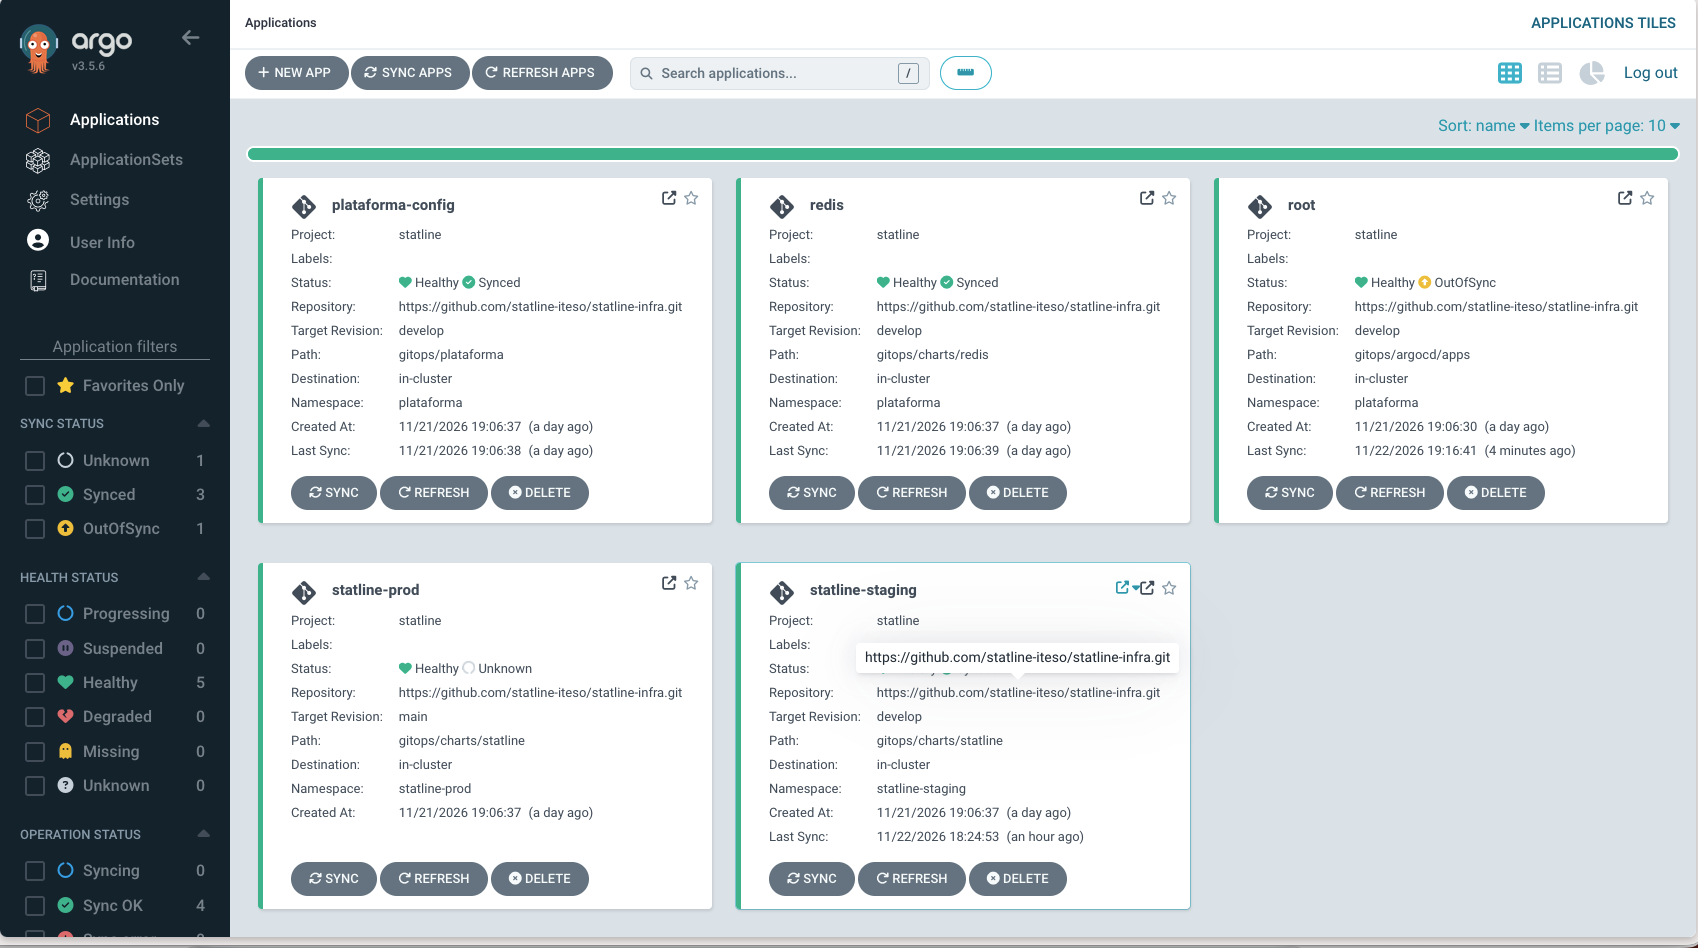 argo
v3.5.6
Applications
ApplicationSets
Settings
User Info
Documentation
Application filters
Favorites Only
SYNC STATUS
Unknown 1
Synced 3
OutOfSync 1
HEALTH STATUS
Progressing 0
Suspended 0
Healthy 5
Degraded 0
Missing 0
Unknown 0
OPERATION STATUS
Syncing 0
Sync OK 4
Applications
APPLICATIONS TILES
NEW APP SYNC APPS REFRESH APPS Search applications... / Log out
Sort: name Items per page: 10
plataforma-config
Project: statline
Labels:
Status: Healthy Synced
Repository: https://github.com/statline-iteso/statline-infra.git
Target Revision: develop
Path: gitops/plataforma
Destination: in-cluster
Namespace: plataforma
Created At: 11/21/2026 19:06:37 (a day ago)
Last Sync: 11/21/2026 19:06:38 (a day ago)
SYNC REFRESH DELETE
redis
Project: statline
Labels:
Status: Healthy Synced
Repository: https://github.com/statline-iteso/statline-infra.git
Target Revision: develop
Path: gitops/charts/redis
Destination: in-cluster
Namespace: plataforma
Created At: 11/21/2026 19:06:37 (a day ago)
Last Sync: 11/21/2026 19:06:39 (a day ago)
SYNC REFRESH DELETE
root
Project: statline
Labels:
Status: Healthy OutOfSync
Repository: https://github.com/statline-iteso/statline-infra.git
Target Revision: develop
Path: gitops/argocd/apps
Destination: in-cluster
Namespace: plataforma
Created At: 11/21/2026 19:06:30 (a day ago)
Last Sync: 11/22/2026 19:16:41 (4 minutes ago)
SYNC REFRESH DELETE
statline-prod
Project: statline
Labels:
Status: Healthy Unknown
Repository: https://github.com/statline-iteso/statline-infra.git
Target Revision: main
Path: gitops/charts/statline
Destination: in-cluster
Namespace: statline-prod
Created At: 11/21/2026 19:06:37 (a day ago)
SYNC REFRESH DELETE
statline-staging
Project: statline
Labels:
https://github.com/statline-iteso/statline-infra.git
Status:
Repository: https://github.com/statline-iteso/statline-infra.git
Target Revision: develop
Path: gitops/charts/statline
Destination: in-cluster
Namespace: statline-staging
Created At: 11/21/2026 19:06:37 (a day ago)
Last Sync: 11/22/2026 18:24:53 (an hour ago)
SYNC REFRESH DELETE